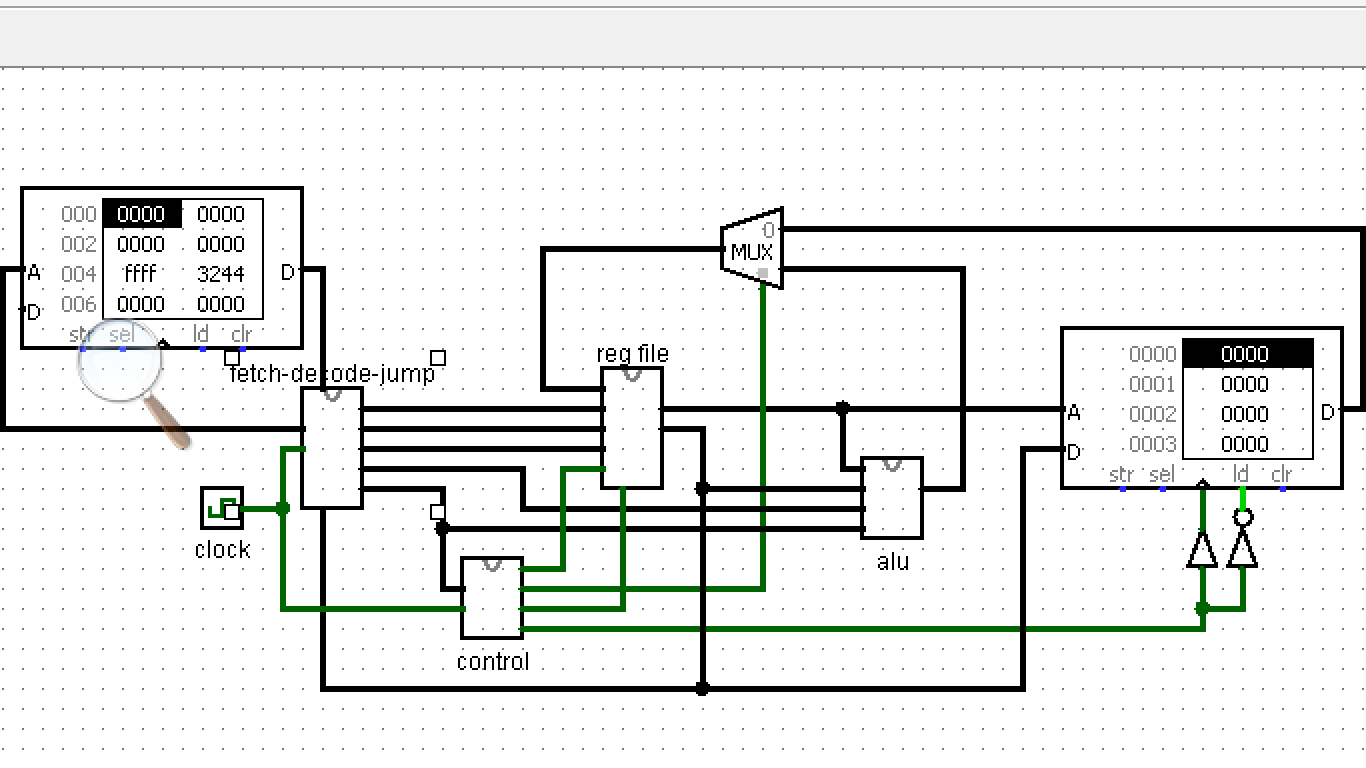 000 0000 0000
002 0000 0000
A 004 ffff 3244 D
D 006 0000 0000
str sel ld clr
fetch-decode-jump
clock
control
reg file
0
MUX
alu
0000 0000
0001 0000
A 0002 0000 D
D 0003 0000
str sel ld clr